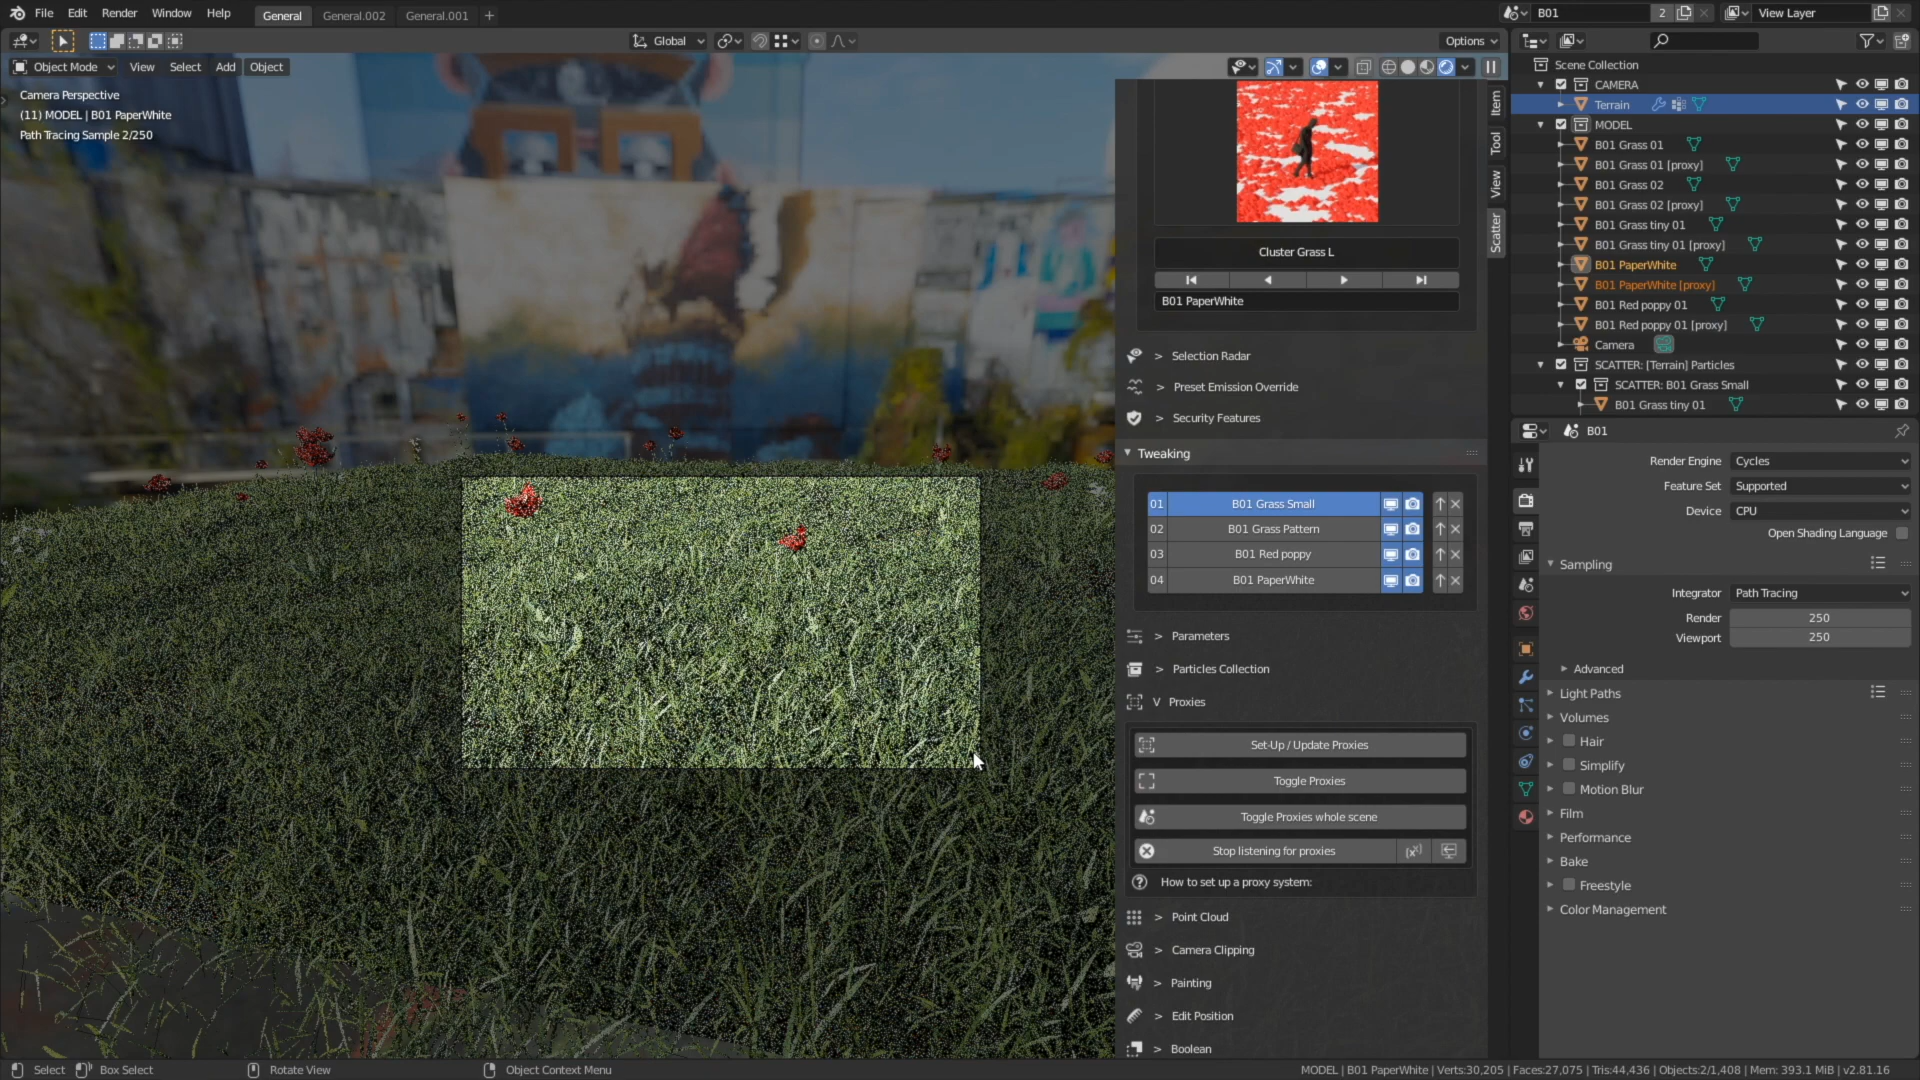 File Edit Render Window Help General General.002 General.001 + B01 2 View Layer
Global Options
Object Mode View Select Add Object
Camera Perspective
(11) MODEL | B01 PaperWhite
Path Tracing Sample 2/250
Item
Tool
View
Scatter
Cluster Grass L
B01 PaperWhite
> Selection Radar
> Preset Emission Override
> Security Features
Tweaking
01 B01 Grass Small
02 B01 Grass Pattern
03 B01 Red poppy
04 B01 PaperWhite
> Parameters
> Particles Collection
V Proxies
Set-Up / Update Proxies
Toggle Proxies
Toggle Proxies whole scene
Stop listening for proxies
How to set up a proxy system:
> Point Cloud
> Camera Clipping
> Painting
> Edit Position
> Boolean
Scene Collection
CAMERA
Terrain
MODEL
B01 Grass 01
B01 Grass 01 [proxy]
B01 Grass 02
B01 Grass 02 [proxy]
B01 Grass tiny 01
B01 Grass tiny 01 [proxy]
B01 PaperWhite
B01 PaperWhite [proxy]
B01 Red poppy 01
B01 Red poppy 01 [proxy]
Camera
SCATTER: [Terrain] Particles
SCATTER: B01 Grass Small
B01 Grass tiny 01
B01
Render Engine Cycles
Feature Set Supported
Device CPU
Open Shading Language
Sampling
Integrator Path Tracing
Render 250
Viewport 250
Advanced
Light Paths
Volumes
Hair
Simplify
Motion Blur
Film
Performance
Bake
Freestyle
Color Management
Select Box Select Rotate View Object Context Menu MODEL | B01 PaperWhite | Verts:30,205 | Faces:27,075 | Tris:44,436 | Objects:2/1,408 | Mem: 393.1 MiB | v2.81.16